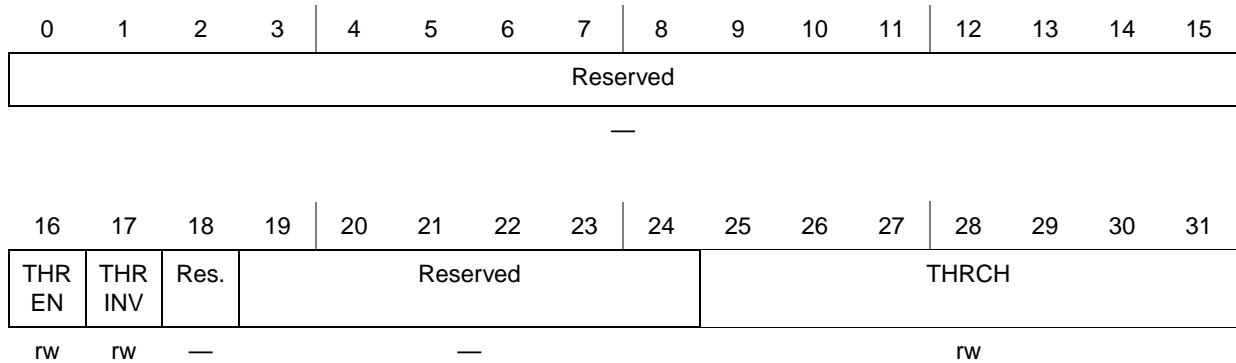 0 1 2 3 4 5 6 7 8 9 10 11 12 13 14 15
Reserved
—
16 17 18 19 20 21 22 23 24 25 26 27 28 29 30 31
THR THR Res. Reserved THRCH
EN INV
rw rw — — rw